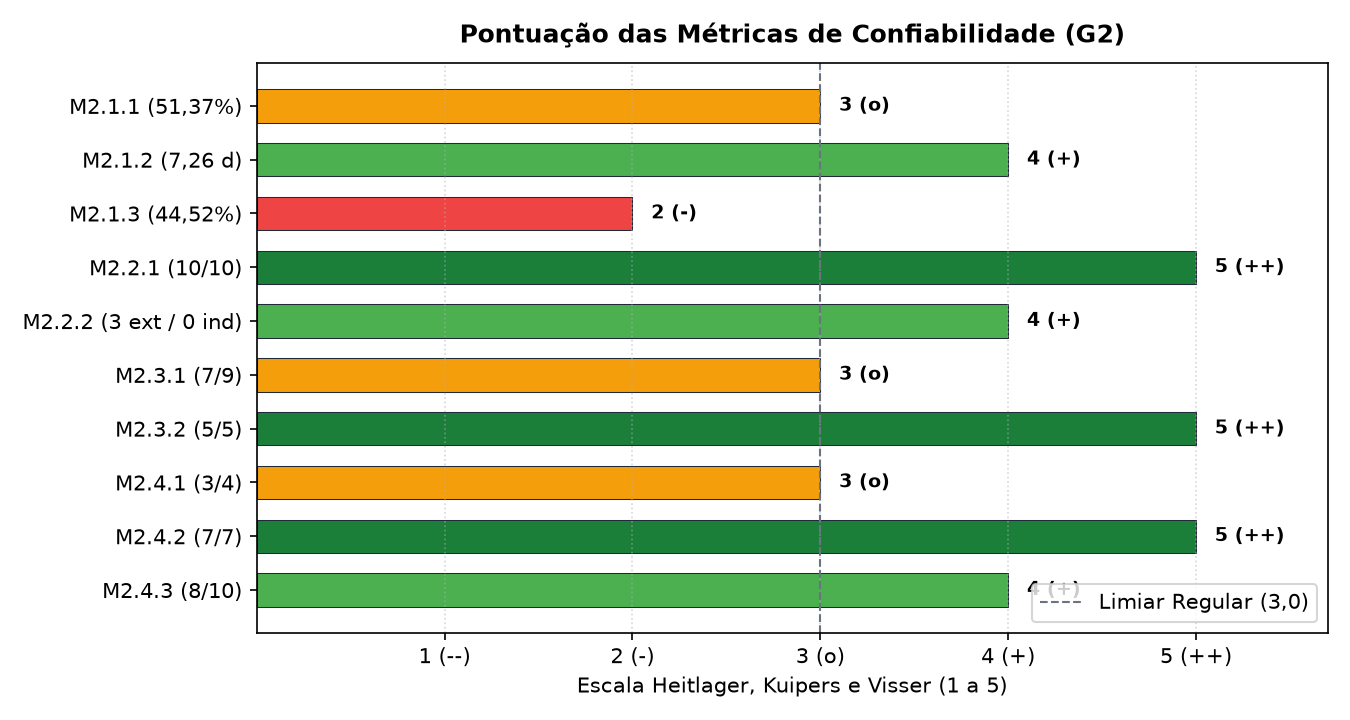 Pontuação das Métricas de Confiabilidade (G2)
M2.1.1 (51,37%)
3 (o)
M2.1.2 (7,26 d)
4 (+)
M2.1.3 (44,52%)
2 (-)
M2.2.1 (10/10)
5 (++)
M2.2.2 (3 ext / 0 ind)
4 (+)
M2.3.1 (7/9)
3 (o)
M2.3.2 (5/5)
5 (++)
M2.4.1 (3/4)
3 (o)
M2.4.2 (7/7)
5 (++)
M2.4.3 (8/10)
4 (+)
Limiar Regular (3,0)
1 (--)
2 (-)
3 (o)
4 (+)
5 (++)
Escala Heitlager, Kuipers e Visser (1 a 5)